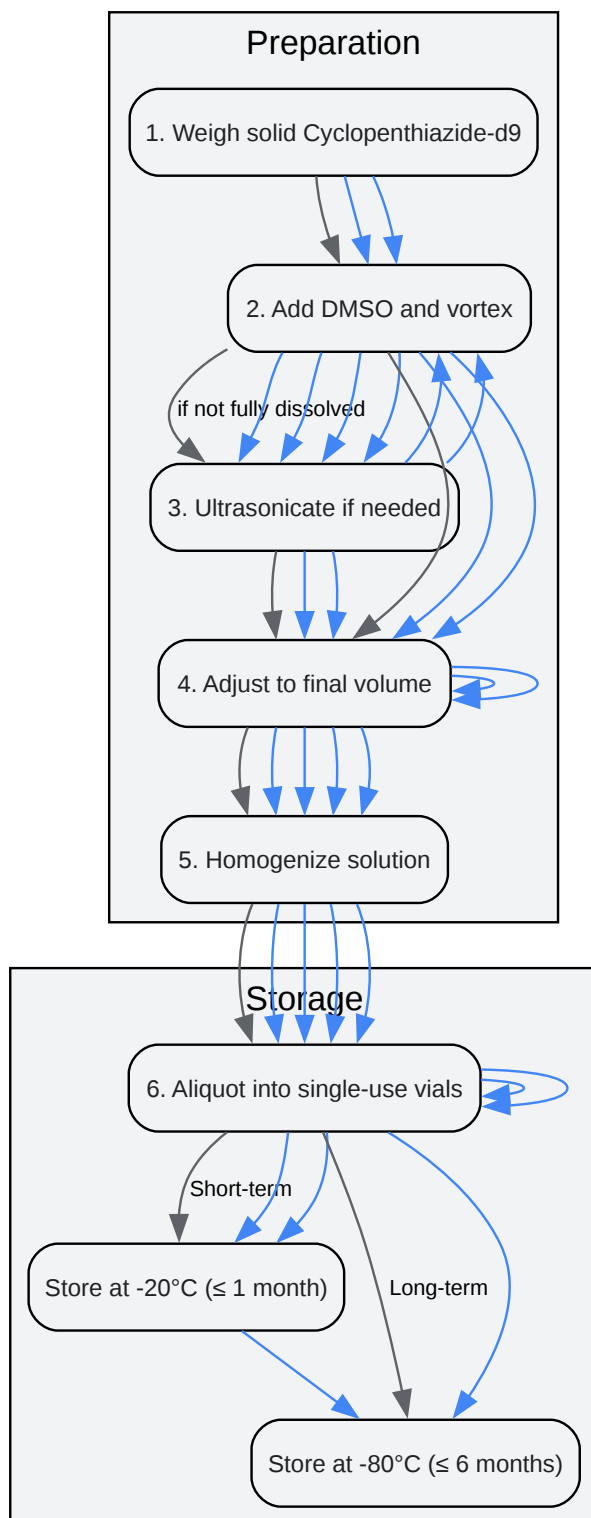 Preparation
1. Weigh solid Cyclopenthiazide-d9
2. Add DMSO and vortex
if not fully dissolved
3. Ultrasonicate if needed
4. Adjust to final volume
5. Homogenize solution
Storage
6. Aliquot into single-use vials
Short-term
Store at -20°C (≤ 1 month)
Long-term
Store at -80°C (≤ 6 months)